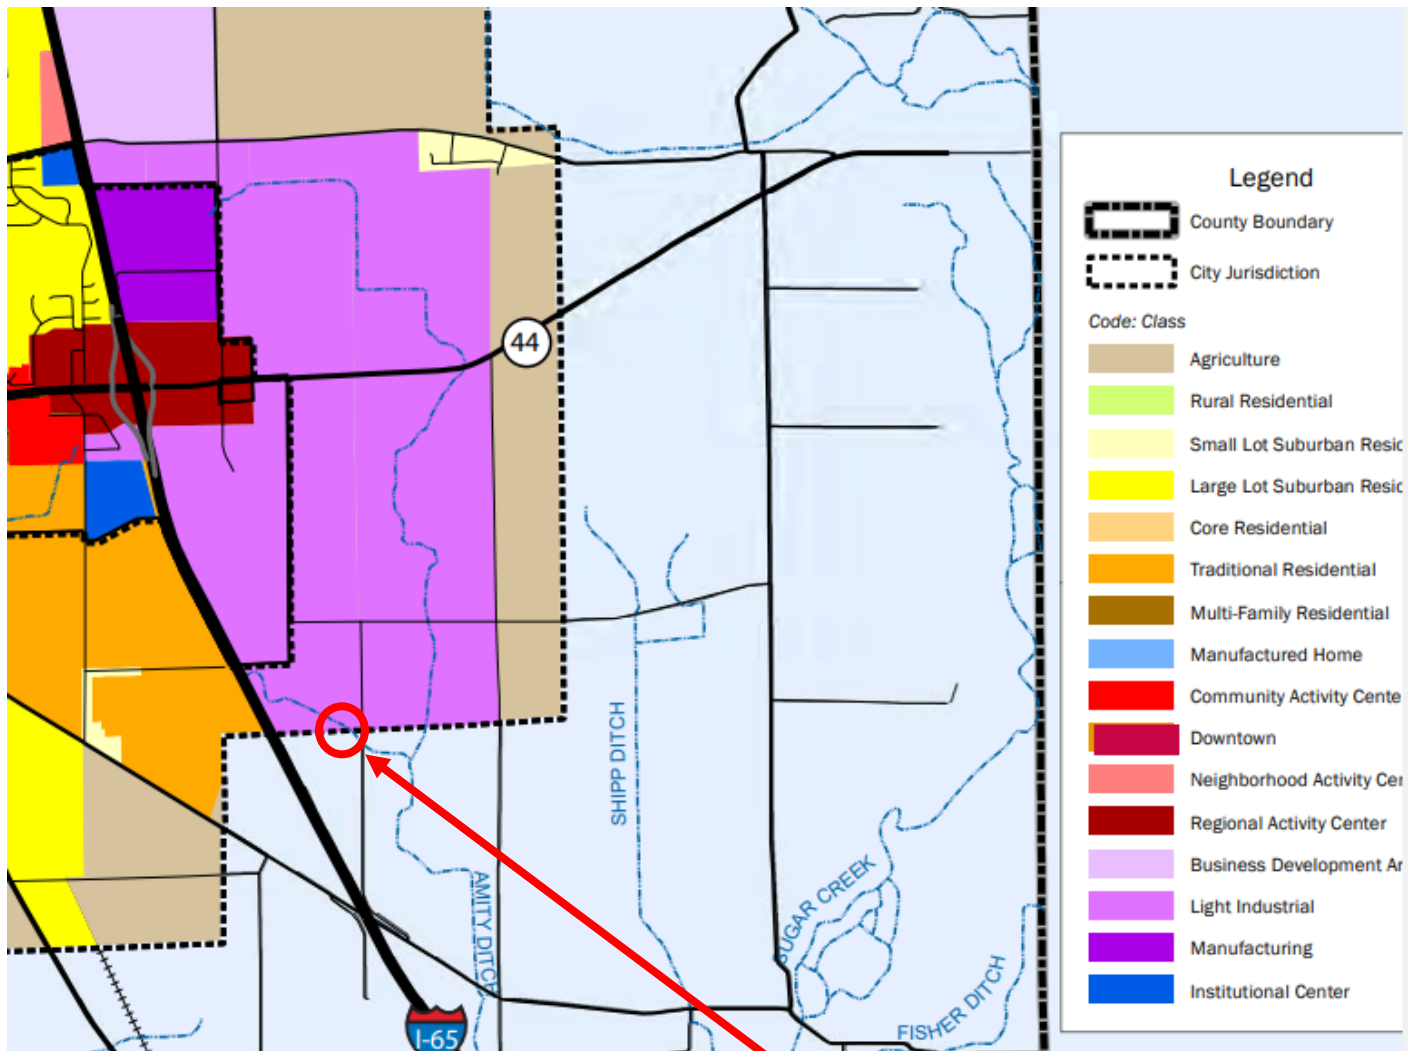 44
SHIPP DITCH
AMITY DITCH
SUGAR CREEK
FISHER DITCH
I-65
Legend
County Boundary
City Jurisdiction
Code: Class
Agriculture
Rural Residential
Small Lot Suburban Resid
Large Lot Suburban Resid
Core Residential
Traditional Residential
Multi-Family Residential
Manufactured Home
Community Activity Cente
Downtown
Neighborhood Activity Cer
Regional Activity Center
Business Development Ar
Light Industrial
Manufacturing
Institutional Center